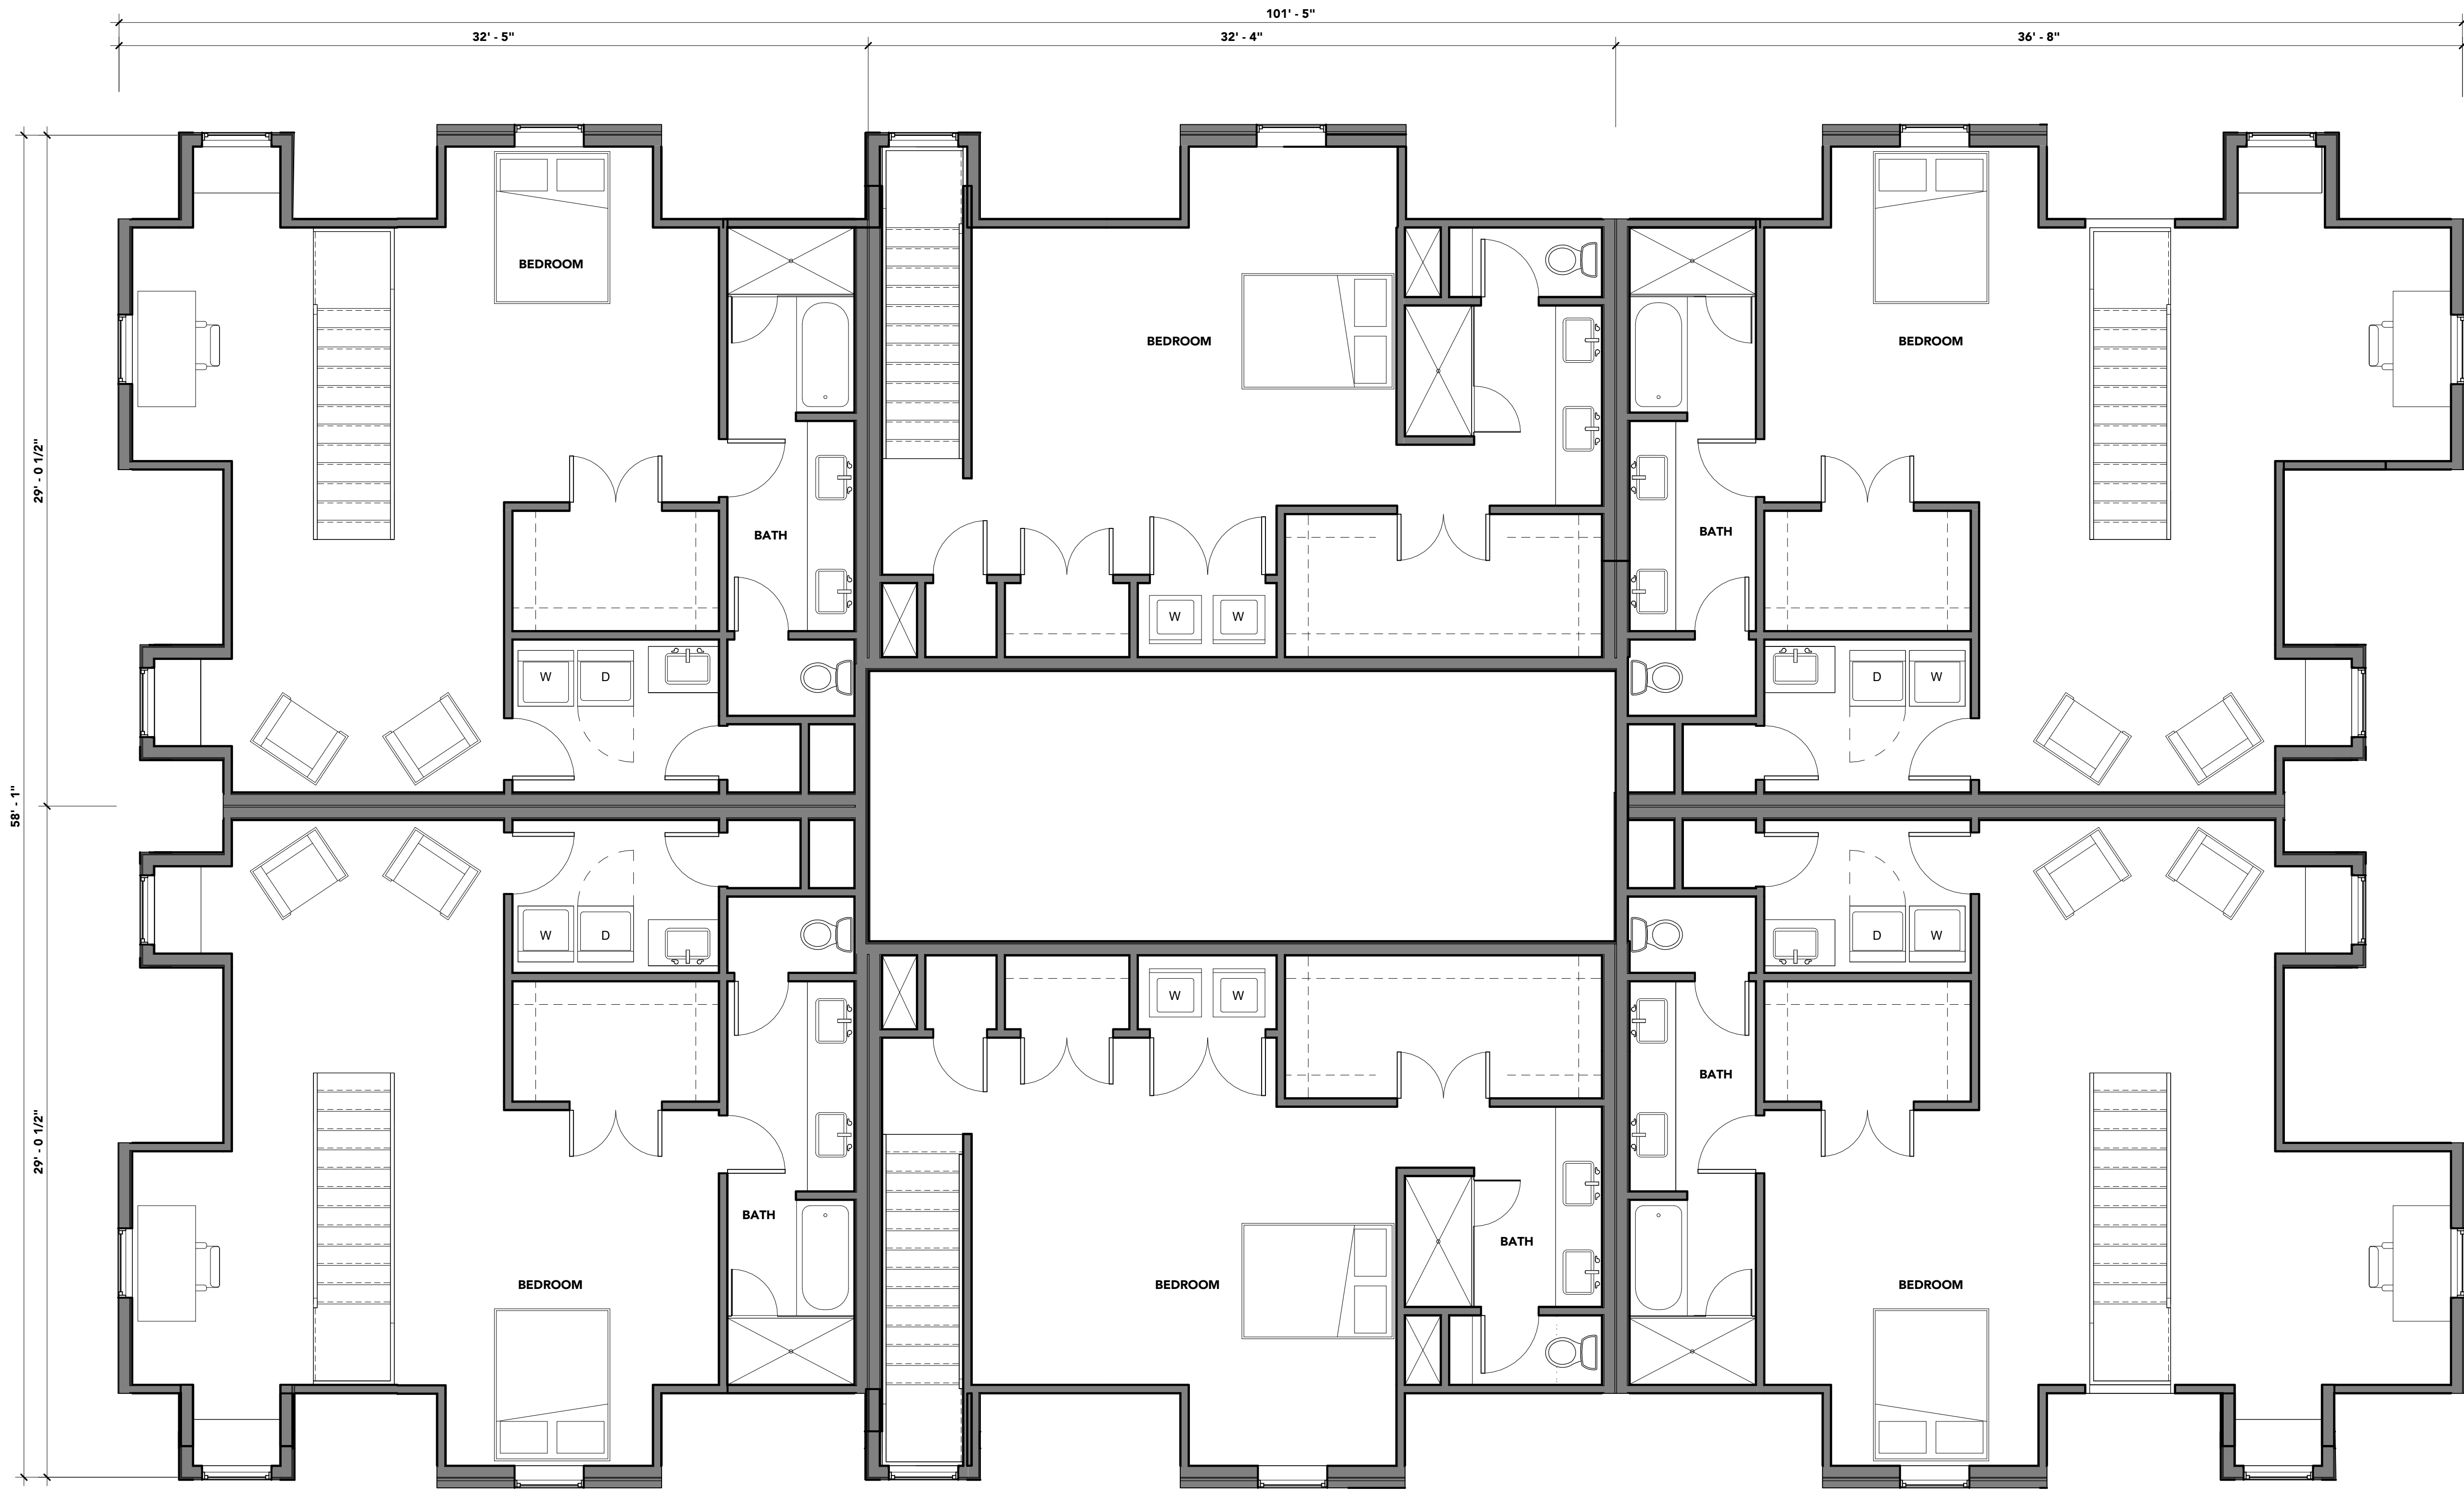 101' - 5"
32' - 5"
32' - 4"
36' - 8"
BEDROOM
BEDROOM
BEDROOM
29' - 0 1/2"
BATH
BATH
W
W
W
D
D
W
58' - 1"
W
D
D
W
W
W
BATH
29' - 0 1/2"
BATH
BATH
BEDROOM
BEDROOM
BEDROOM